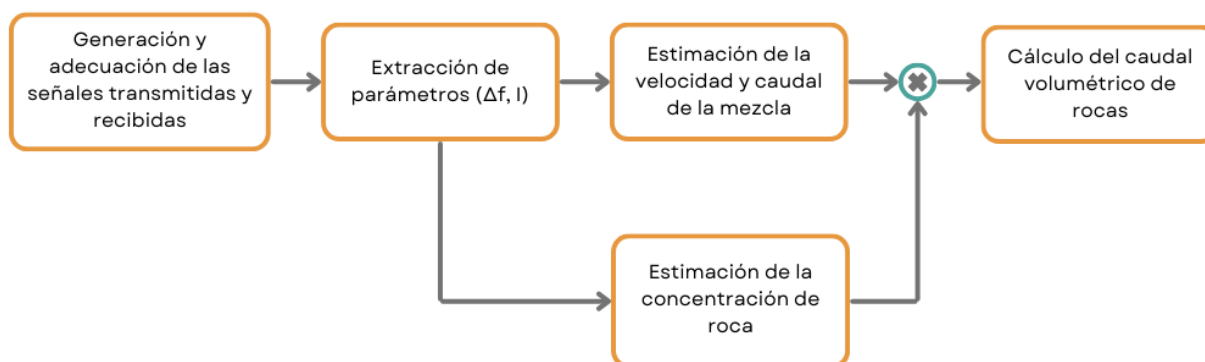 Generación y
adecuación de las
señales transmitidas y
recibidas
Extracción de
parámetros (Δf, I)
Estimación de la
velocidad y caudal
de la mezcla
Cálculo del caudal
volumétrico de
rocas
Estimación de la
concentración de
roca